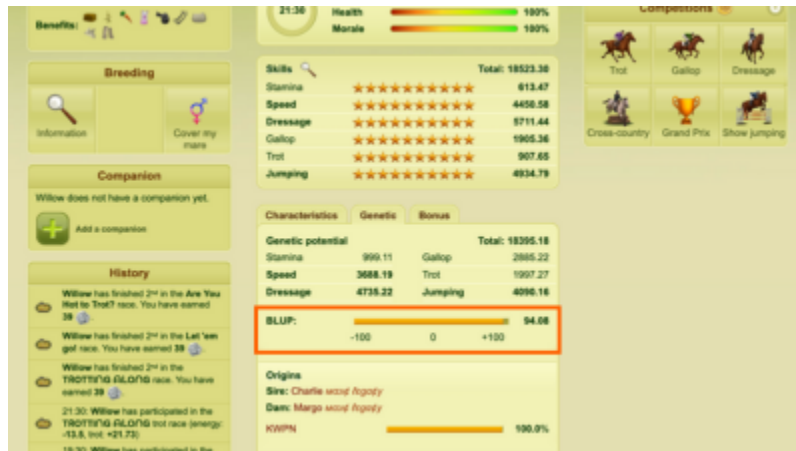 Benefits:
Breeding
Information
Cover my
mare
Companion
Willow does not have a companion yet.
Add a companion
History
Willow has finished 2nd in the Are You
Hot to Trot? race. You have earned
39
Willow has finished 2nd in the Let 'em
go! race. You have earned 39
Willow has finished 2nd in the
TROTTING ALONG race. You have
earned 39
21:30: Willow has participated in the
TROTTING ALONG trot race (energy:
-13.5, trot: +21.73)
18:30: Willow has participated in the
21:30
Health 100%
Morale 100%
Skills Total: 18523.30
Stamina 613.47
Speed 4450.58
Dressage 5711.44
Gallop 1905.36
Trot 907.65
Jumping 4934.79
Characteristics Genetic Bonus
Genetic potential Total: 18395.18
Stamina 999.11 Gallop 2885.22
Speed 3688.19 Trot 1997.27
Dressage 4735.22 Jumping 4090.16
BLUP: 94.08
-100 0 +100
Origins
Sire: Charlie
Dam: Margo
KWPN 100.0%
Competitions
Trot Gallop Dressage
Cross-country Grand Prix Show jumping